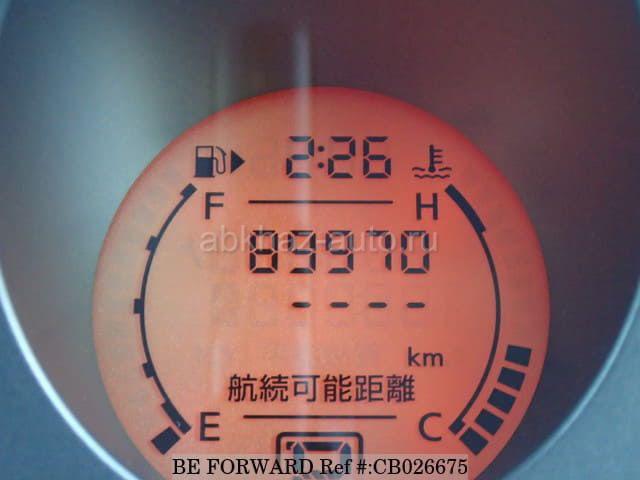 2:26
F H
abkhaz-auto.ru
83970
----
km
航続可能距離
E C
BE FORWARD Ref #:CB026675